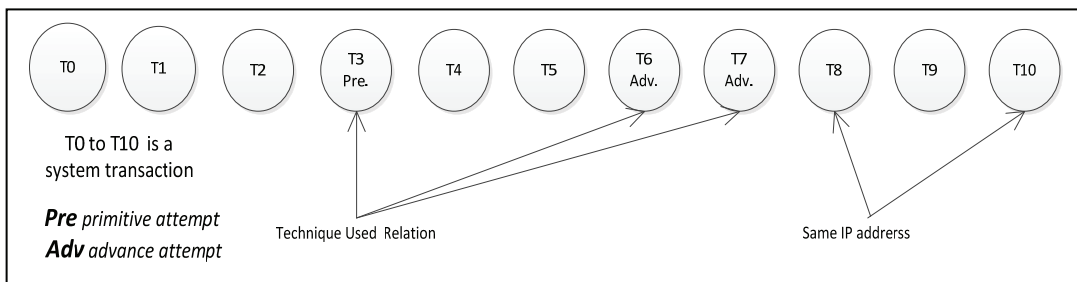 T0
T1
T2
T3
Pre.
T4
T5
T6
Adv.
T7
Adv.
T8
T9
T10
T0 to T10 is a
system transaction
Pre primitive attempt
Adv advance attempt
Technique Used Relation
Same IP addrerss